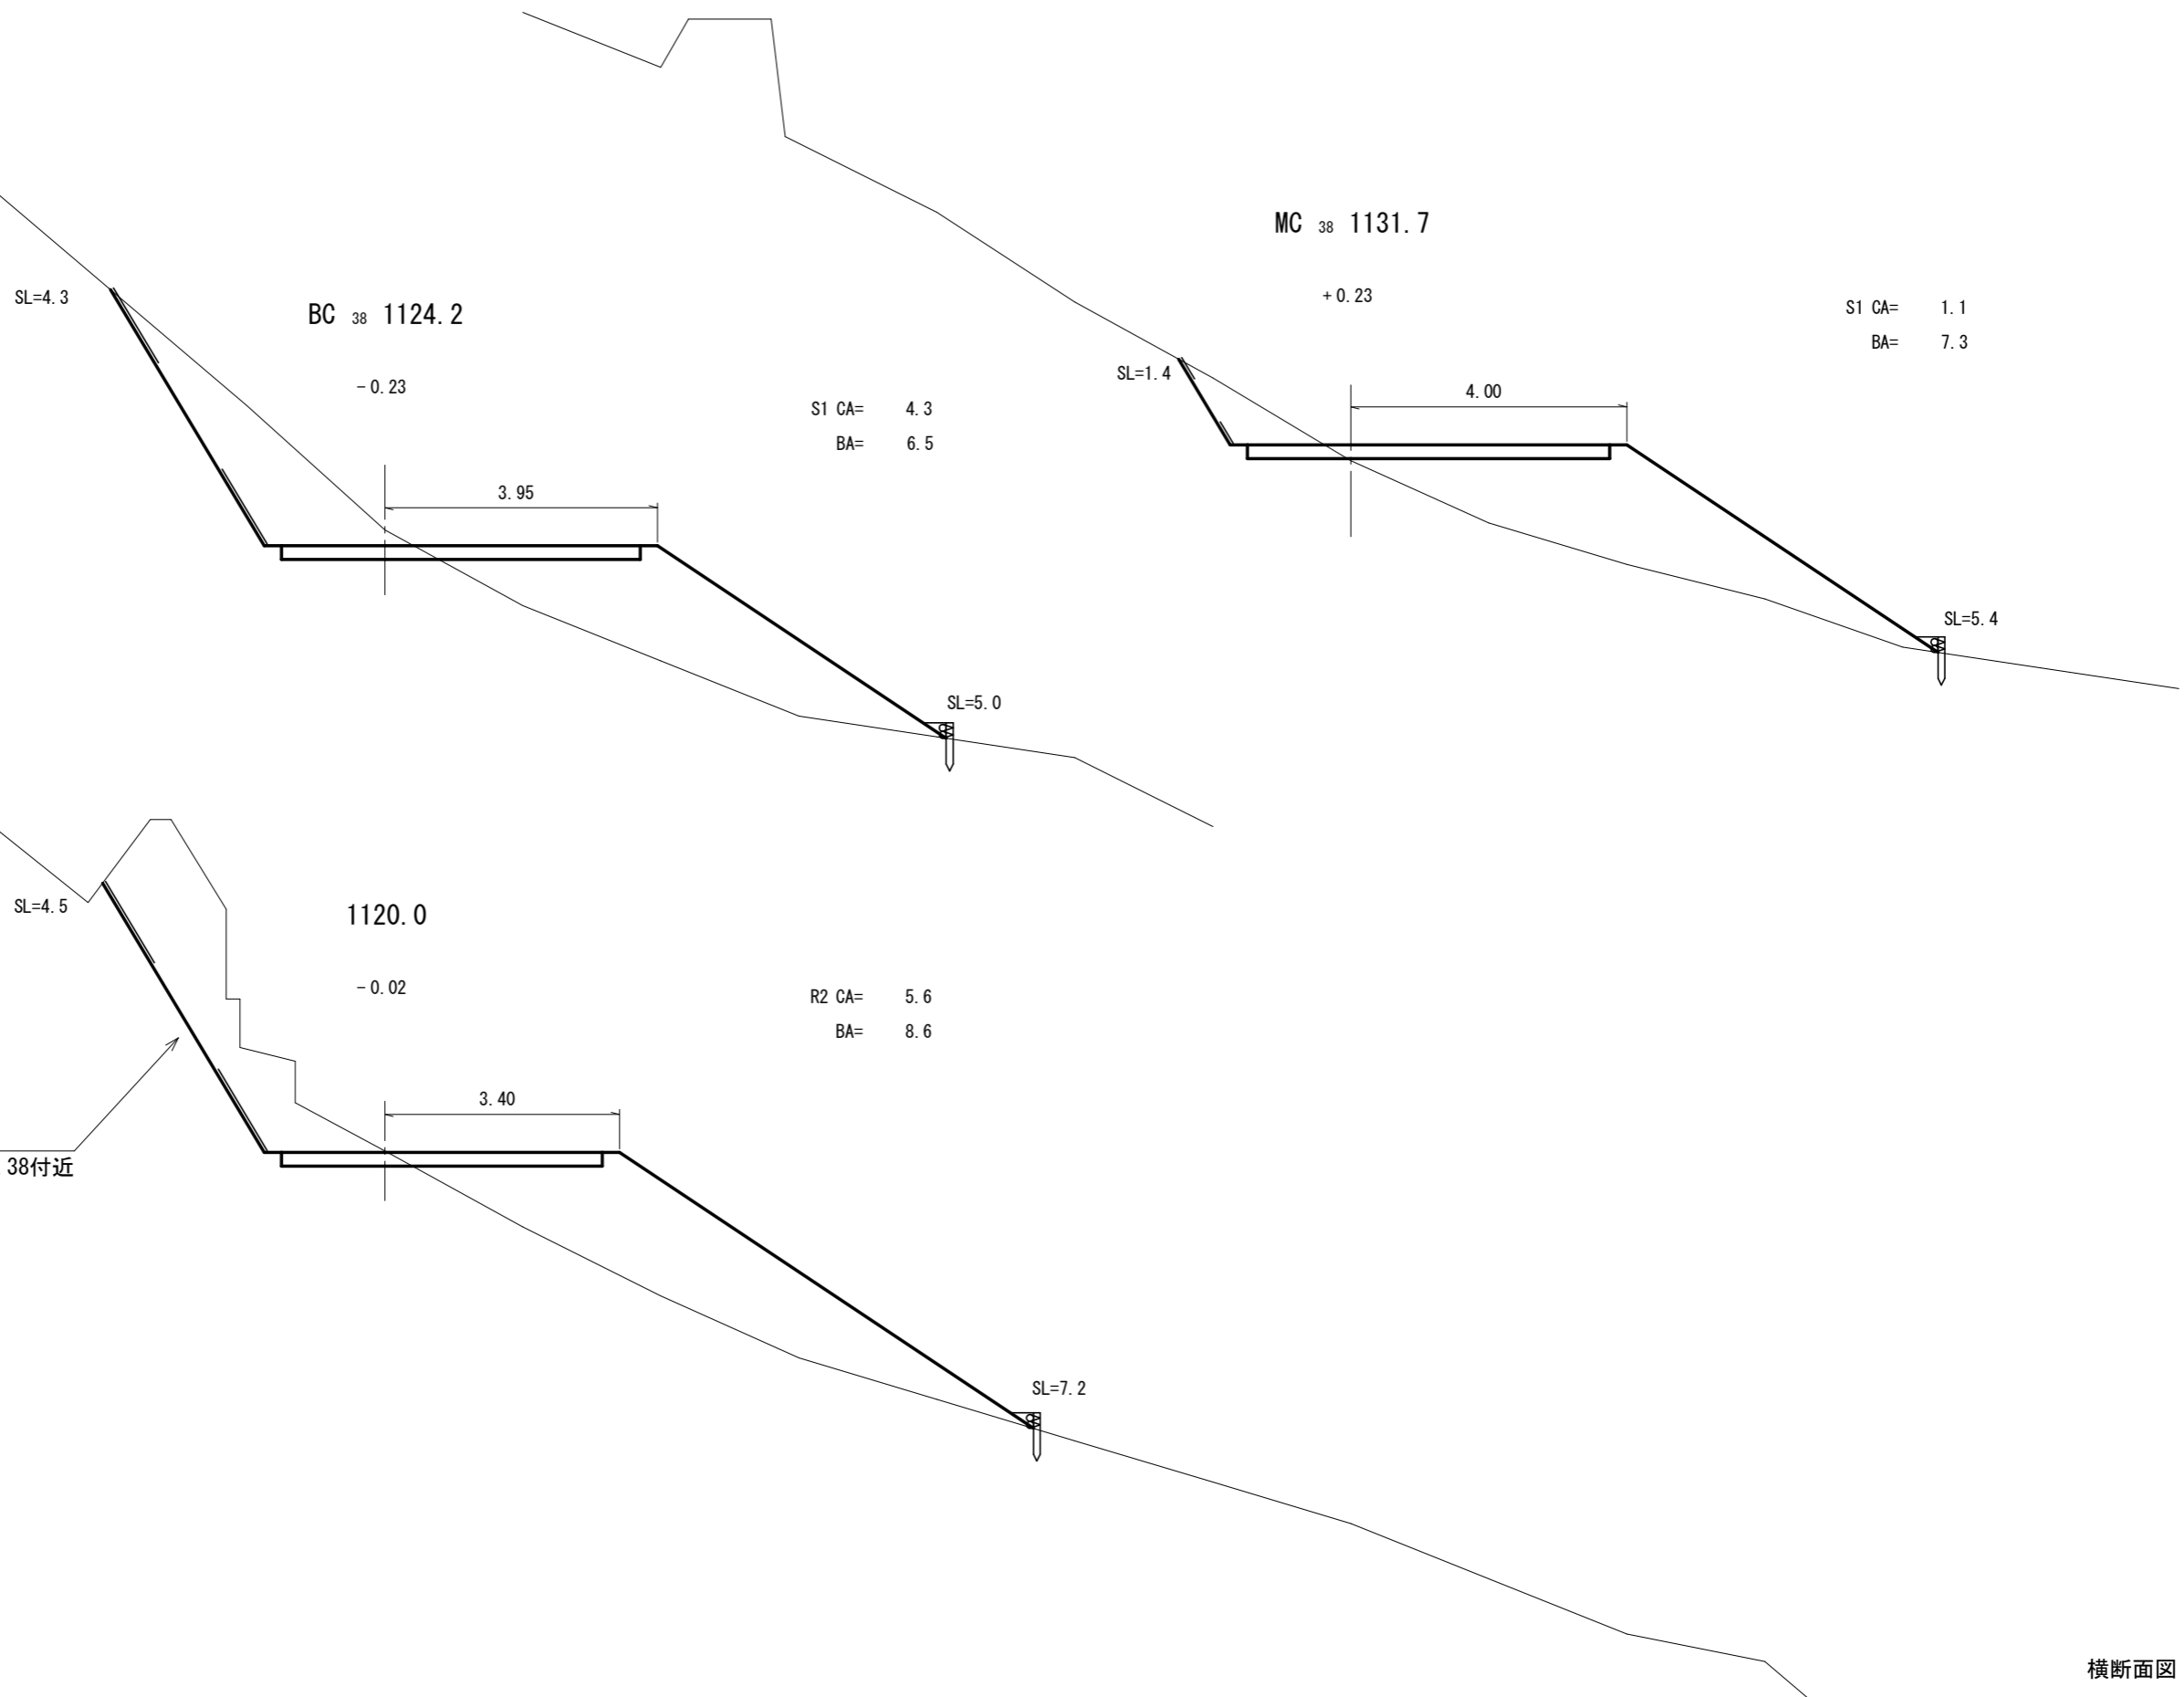 MC 38 1131.7
+0.23
S1 CA= 1.1
BA= 7.3
SL=1.4
4.00
SL=5.4
SL=4.3
BC 38 1124.2
-0.23
S1 CA= 4.3
BA= 6.5
3.95
SL=5.0
SL=4.5
1120.0
-0.02
R2 CA= 5.6
BA= 8.6
3.40
38付近
SL=7.2
横断面図